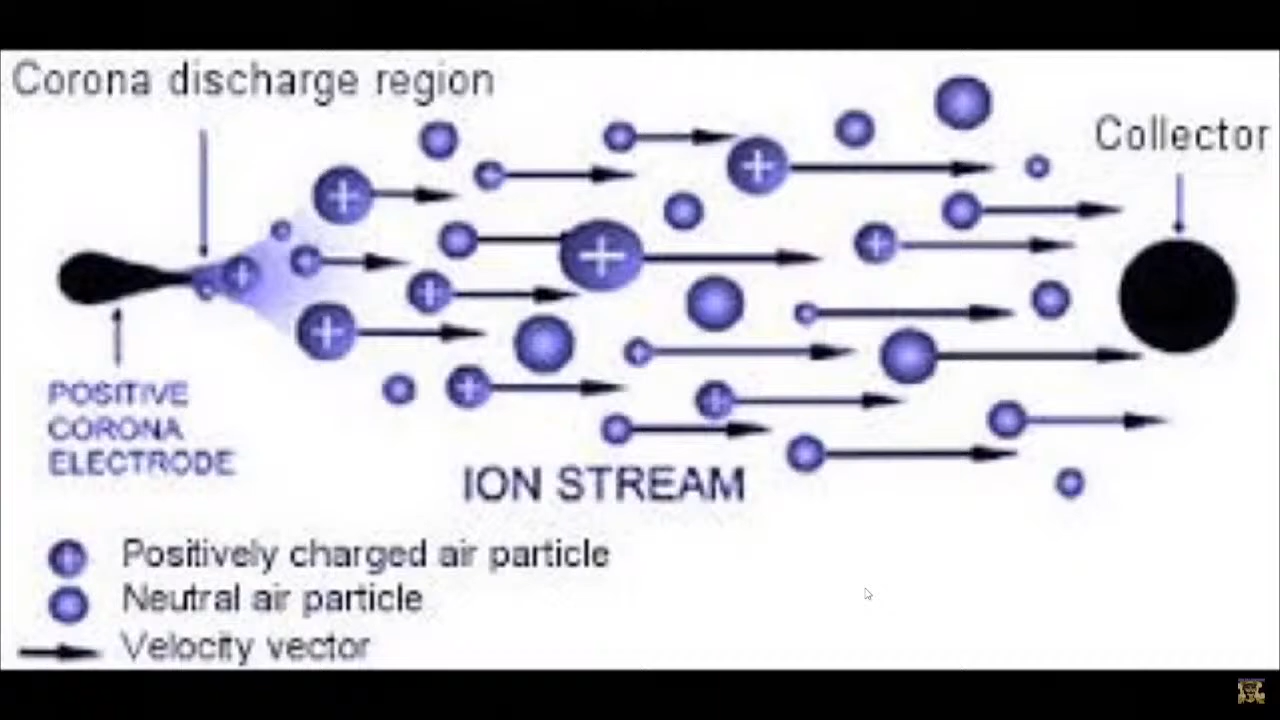 Corona discharge region
Collector
POSITIVE
CORONA
ELECTRODE
ION STREAM
Positively charged air particle
Neutral air particle
Velocity vector